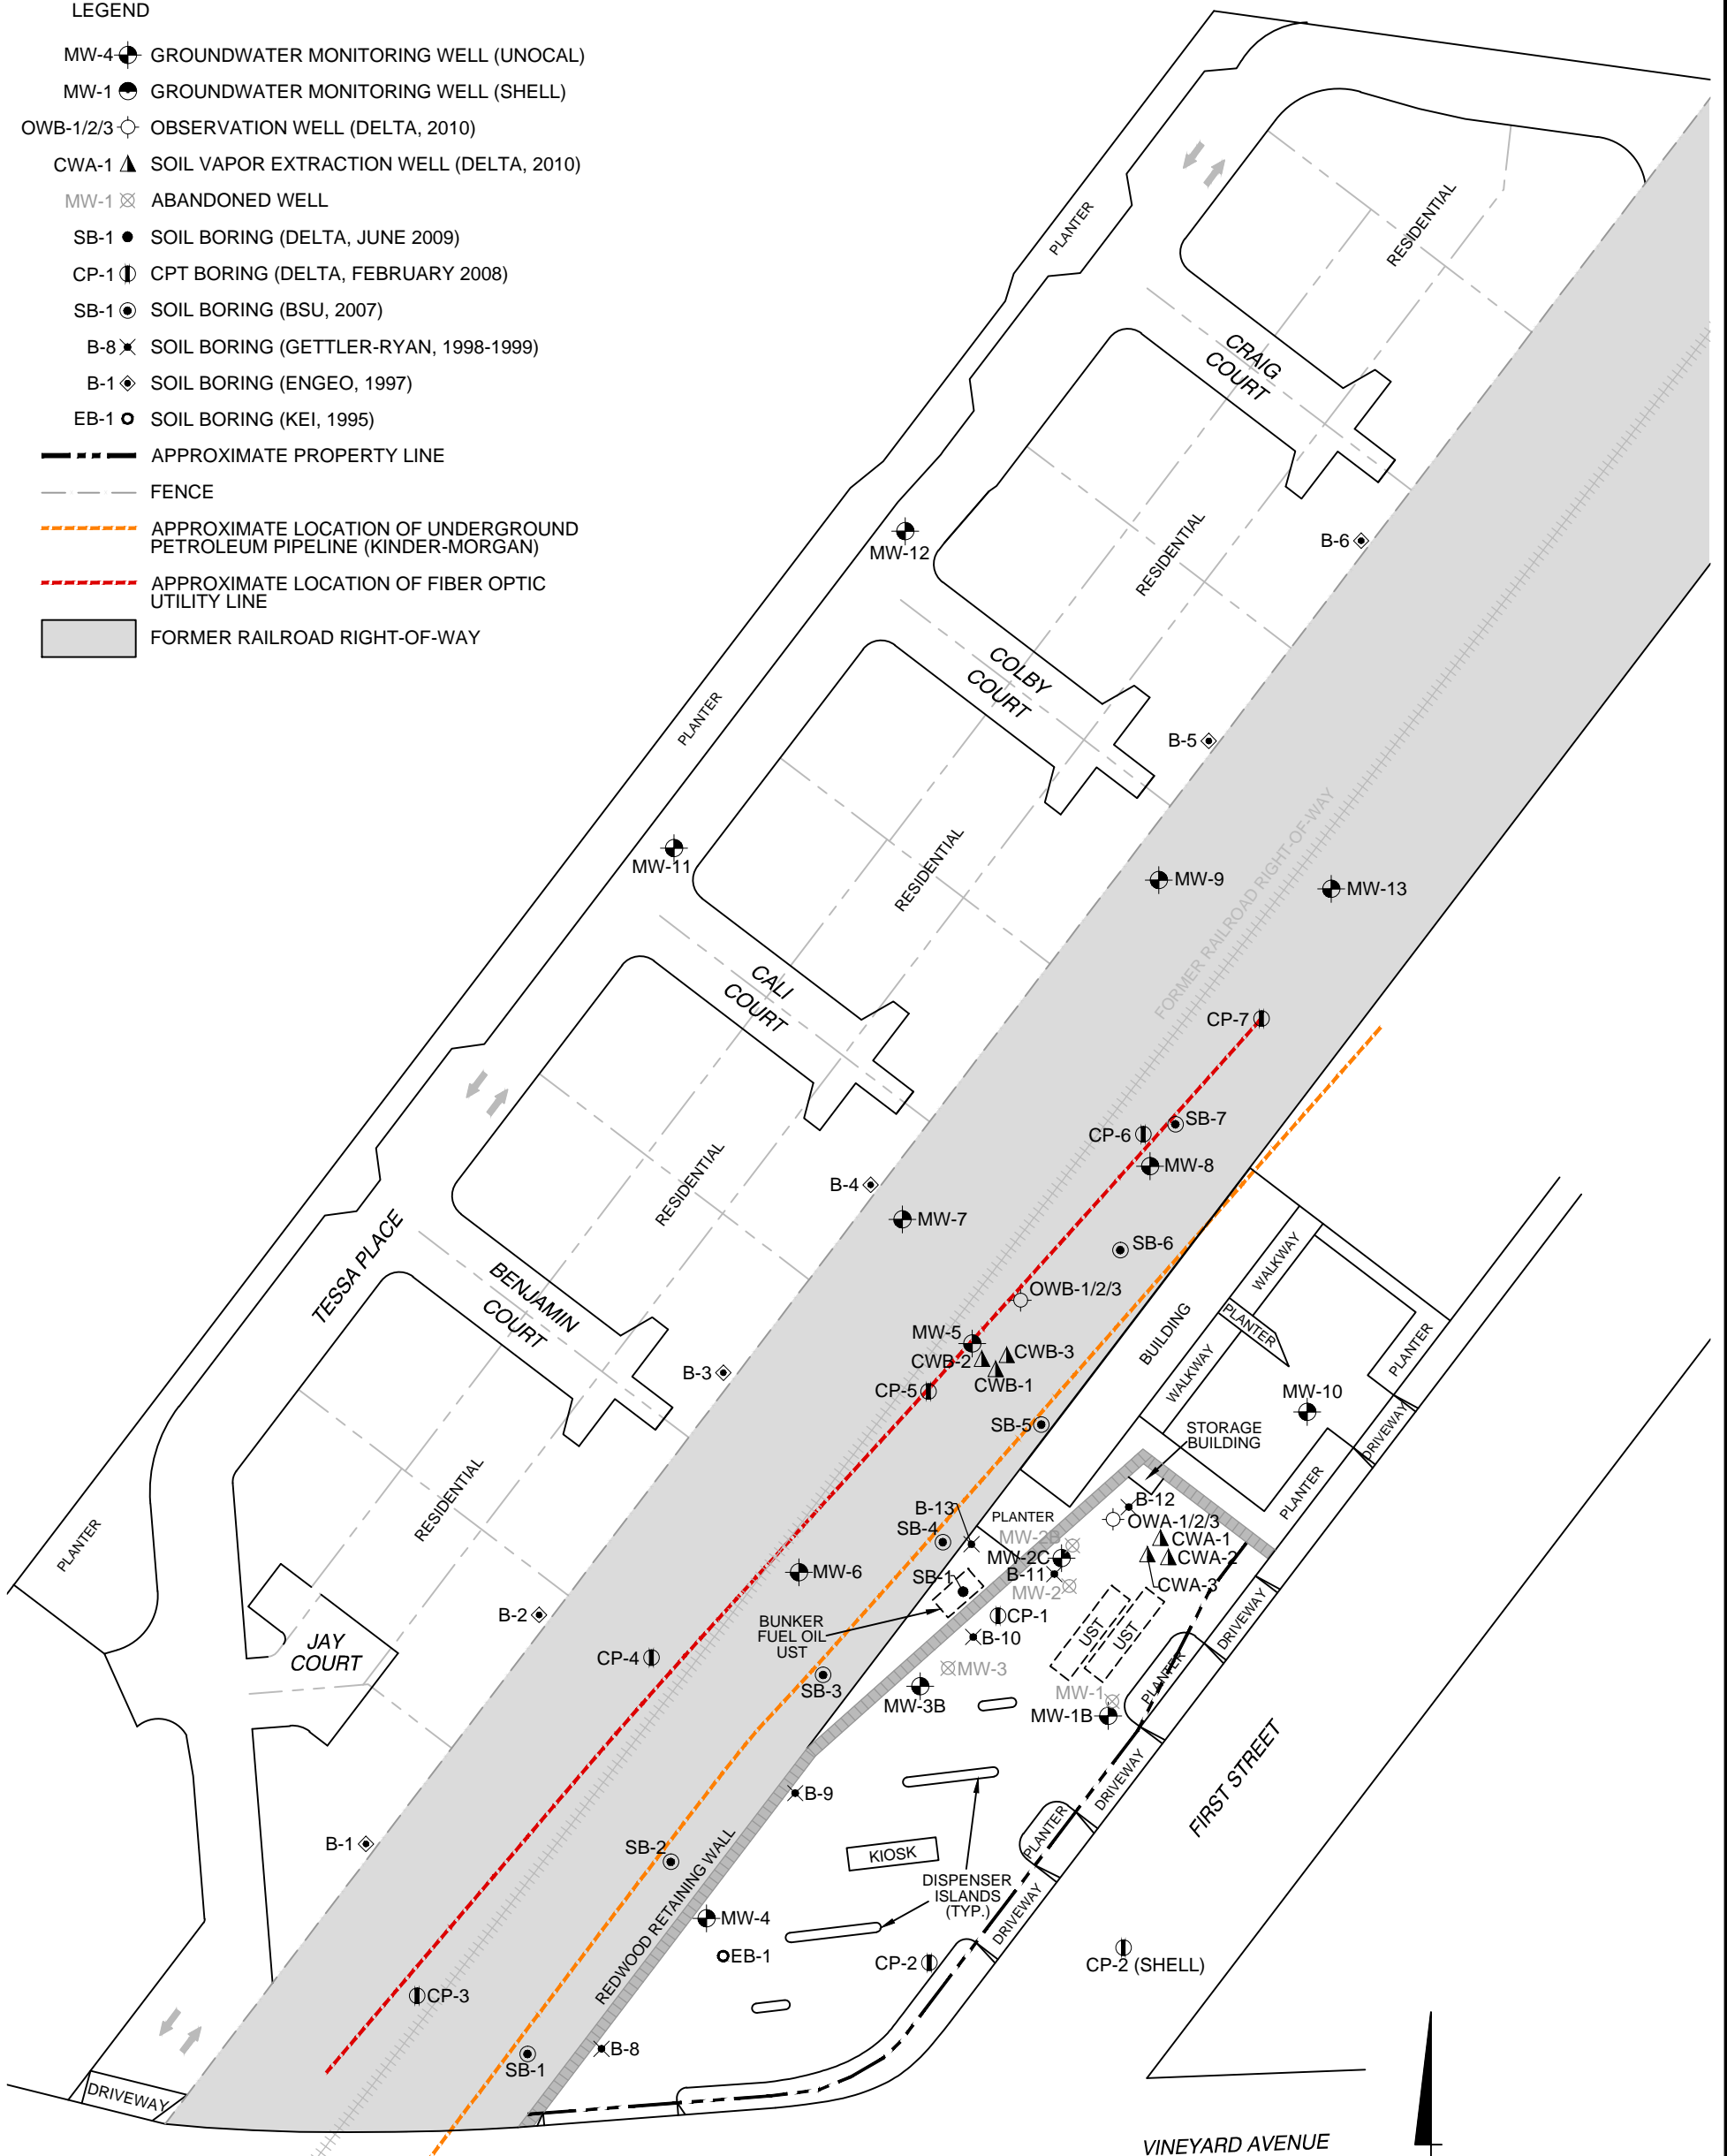 LEGEND
MW-4 GROUNDWATER MONITORING WELL (UNOCAL)
MW-1 GROUNDWATER MONITORING WELL (SHELL)
OWB-1/2/3 OBSERVATION WELL (DELTA, 2010)
CWA-1 SOIL VAPOR EXTRACTION WELL (DELTA, 2010)
MW-1 ABANDONED WELL
SB-1 SOIL BORING (DELTA, JUNE 2009)
CP-1 CPT BORING (DELTA, FEBRUARY 2008)
SB-1 SOIL BORING (BSU, 2007)
B-8 SOIL BORING (GETTLER-RYAN, 1998-1999)
B-1 SOIL BORING (ENGEO, 1997)
EB-1 SOIL BORING (KEI, 1995)
APPROXIMATE PROPERTY LINE
FENCE
APPROXIMATE LOCATION OF UNDERGROUND
PETROLEUM PIPELINE (KINDER-MORGAN)
APPROXIMATE LOCATION OF FIBER OPTIC
UTILITY LINE
FORMER RAILROAD RIGHT-OF-WAY
PLANTER
RESIDENTIAL
CRAIG
COURT
MW-12
RESIDENTIAL
B-6
COLBY
COURT
PLANTER
B-5
MW-11
RESIDENTIAL
MW-9
MW-13
FORMER RAILROAD RIGHT-OF-WAY
CALI
COURT
CP-7
SB-7
CP-6
MW-8
RESIDENTIAL
B-4
MW-7
TESSA PLACE
SB-6
WALKWAY
BENJAMIN
COURT
OWB-1/2/3
BUILDING
PLANTER
PLANTER
MW-5
CWB-3
CWB-2
CWB-1
B-3
CP-5
WALKWAY
MW-10
SB-5
STORAGE
BUILDING
DRIVEWAY
RESIDENTIAL
PLANTER
PLANTER
B-13
PLANTER
B-12
SB-4
OWA-1/2/3
MW-2B
CWA-1
MW-2C
CWA-2
B-11
MW-6
SB-1
MW-2
CWA-3
B-2
BUNKER
FUEL OIL
UST
CP-1
UST
UST
B-10
DRIVEWAY
JAY
COURT
CP-4
MW-3
SB-3
PLANTER
MW-3B
MW-1
MW-1B
B-9
DRIVEWAY
FIRST STREET
B-1
SB-2
KIOSK
PLANTER
REDWOOD RETAINING WALL
DISPENSER
ISLANDS
(TYP.)
MW-4
DRIVEWAY
EB-1
CP-2
CP-2 (SHELL)
CP-3
B-8
SB-1
DRIVEWAY
VINEYARD AVENUE